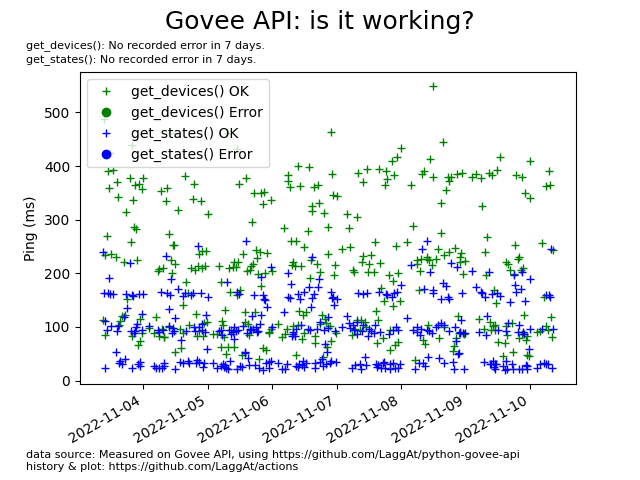 Govee API: is it working?
get_devices(): No recorded error in 7 days.
get_states(): No recorded error in 7 days.
get_devices() OK
get_devices() Error
get_states() OK
get_states() Error
Ping (ms)
500
400
300
200
100
0
2022-11-04
2022-11-05
2022-11-06
2022-11-07
2022-11-08
2022-11-09
2022-11-10
data source: Measured on Govee API, using https://github.com/LaggAt/python-govee-api
history & plot: https://github.com/LaggAt/actions